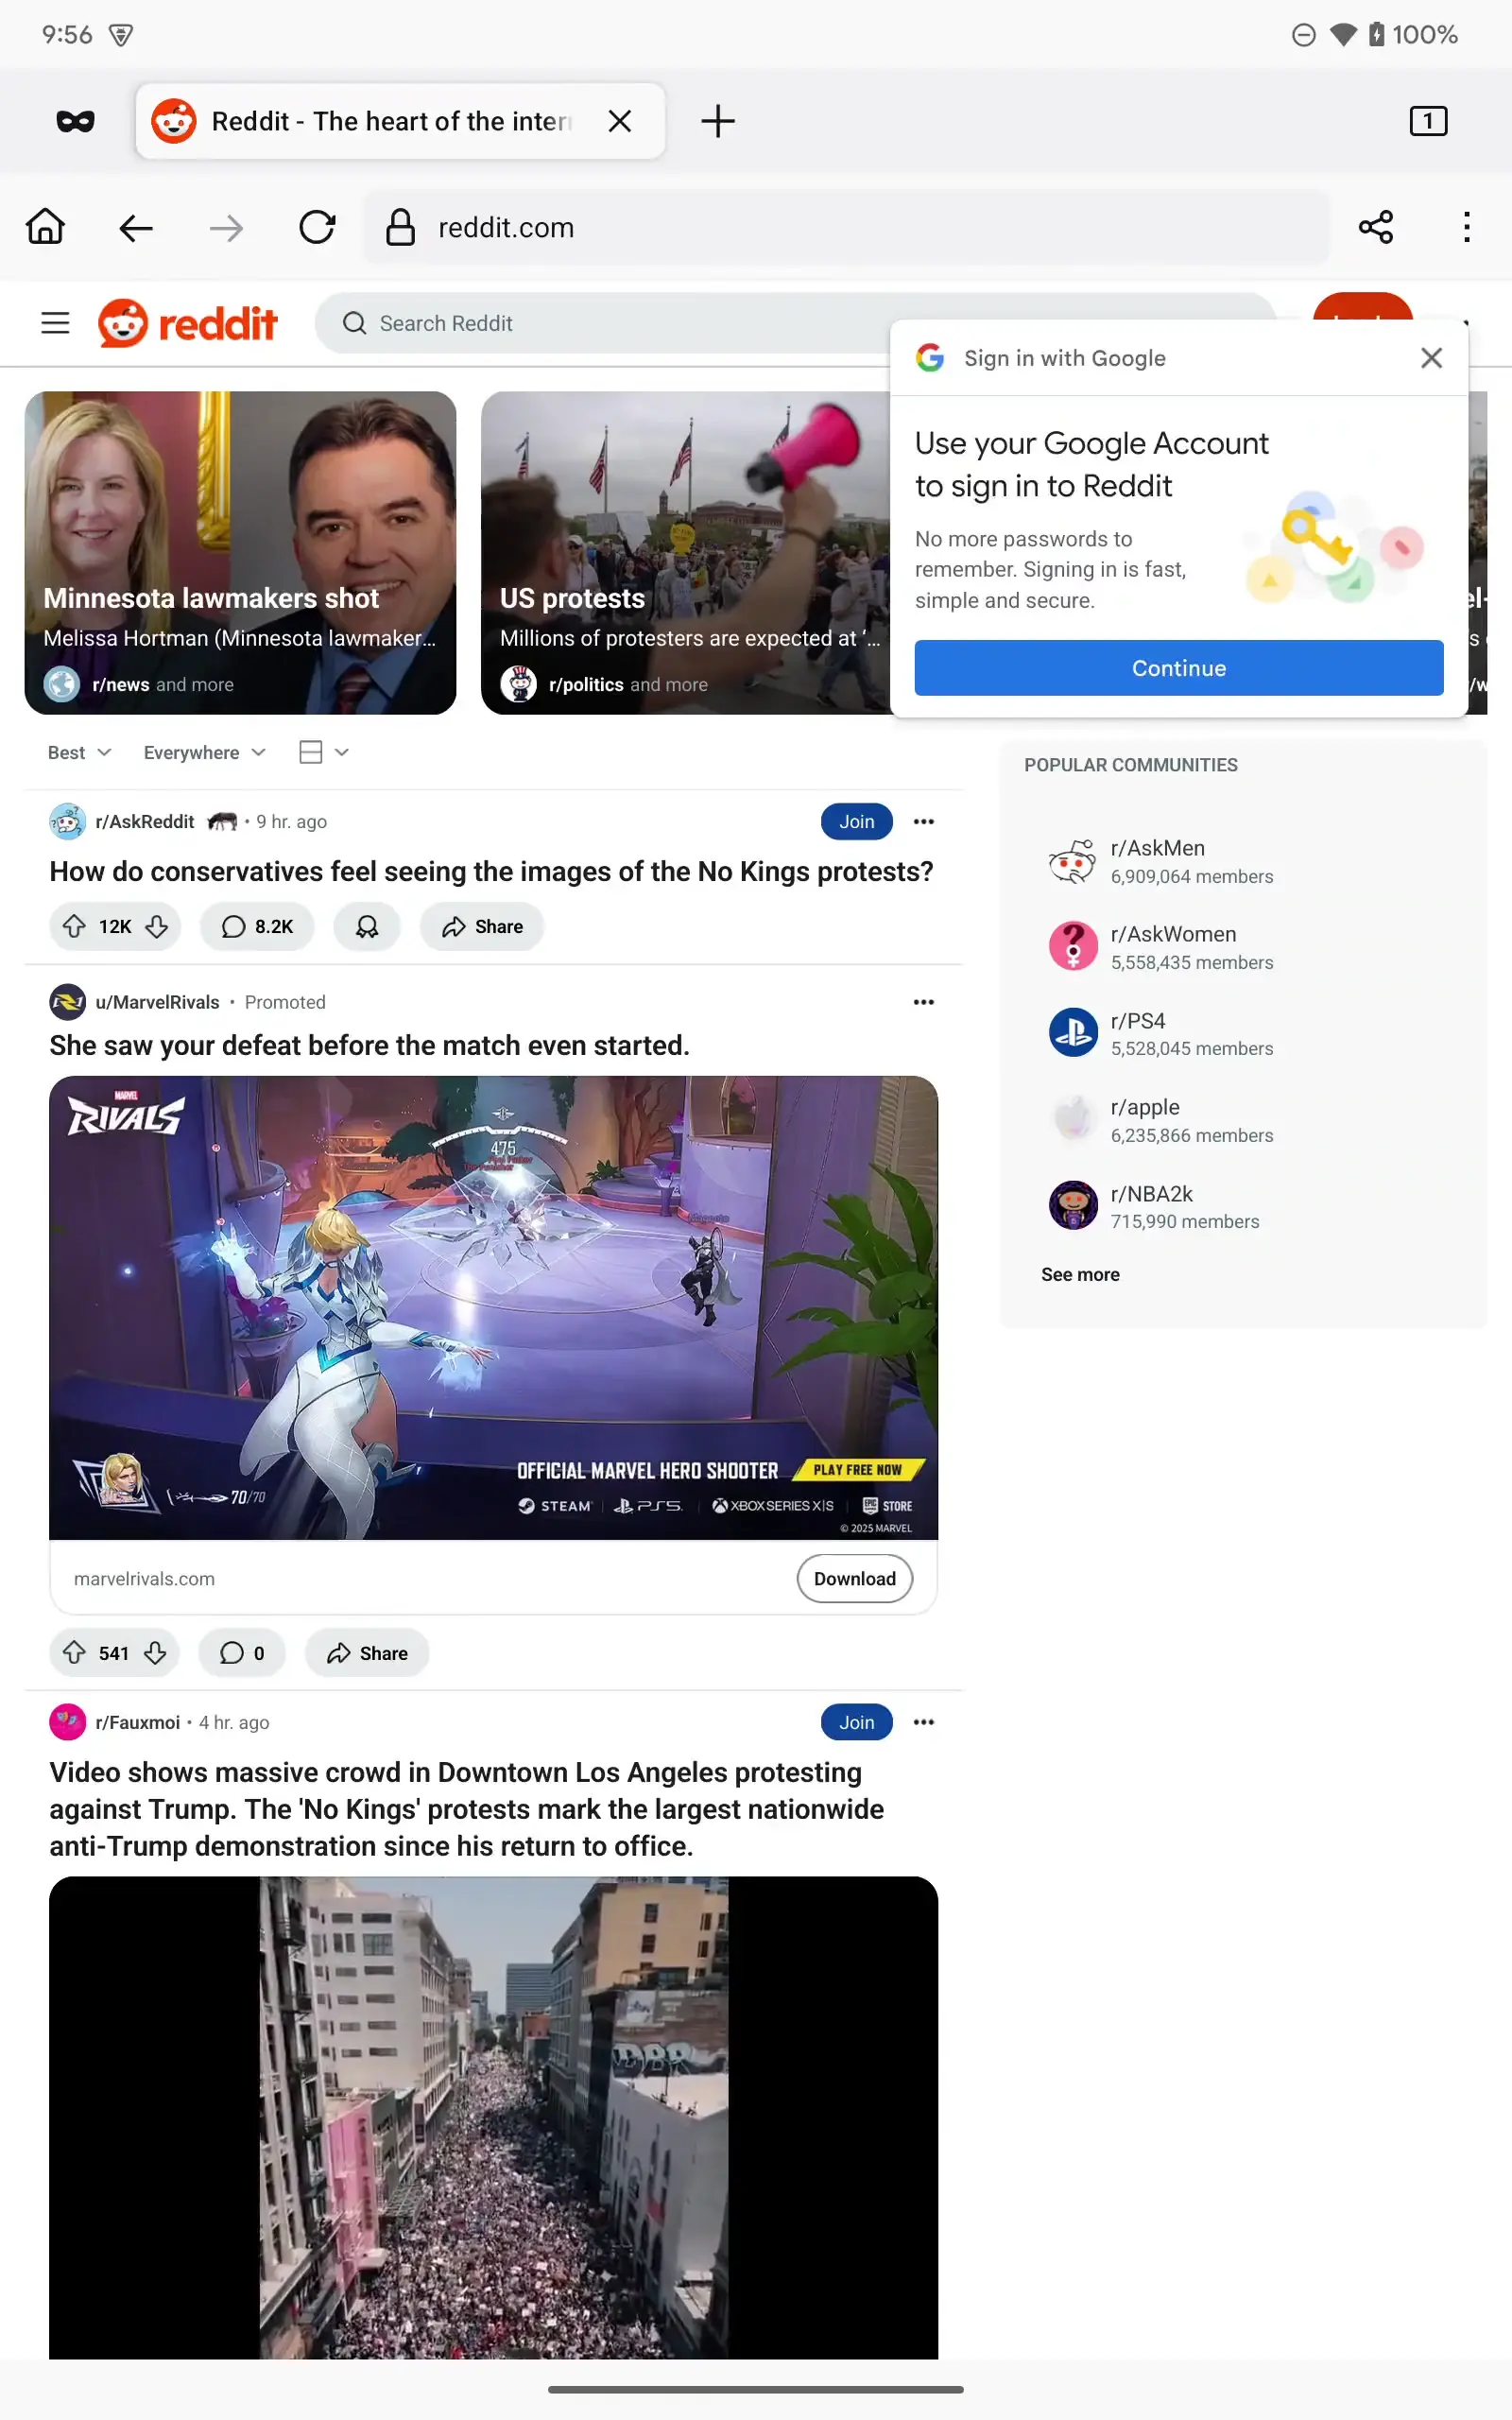 9:56
100%
Reddit - The heart of the inter
1
reddit.com
reddit
Search Reddit
Sign in with Google
Use your Google Account
to sign in to Reddit
No more passwords to
remember. Signing in is fast,
simple and secure.
Continue
Minnesota lawmakers shot
Melissa Hortman (Minnesota lawmaker...
r/news and more
US protests
Millions of protesters are expected at ‘...
r/politics and more
Best
Everywhere
r/AskReddit • 9 hr. ago
Join
How do conservatives feel seeing the images of the No Kings protests?
12K
8.2K
Share
u/MarvelRivals • Promoted
She saw your defeat before the match even started.
MARVEL
RIVALS
475
70/70
OFFICIAL MARVEL HERO SHOOTER
PLAY FREE NOW
STEAM
PS5.
XBOX SERIES X|S
EPIC
STORE
© 2025 MARVEL
marvelrivals.com
Download
541
0
Share
r/Fauxmoi • 4 hr. ago
Join
Video shows massive crowd in Downtown Los Angeles protesting
against Trump. The 'No Kings' protests mark the largest nationwide
anti-Trump demonstration since his return to office.
POPULAR COMMUNITIES
r/AskMen
6,909,064 members
r/AskWomen
5,558,435 members
r/PS4
5,528,045 members
r/apple
6,235,866 members
r/NBA2k
715,990 members
See more